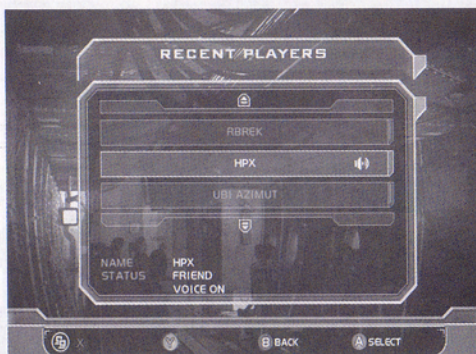 RECENT PLAYERS
RBREK
HPX
UBI AZIMUT
NAME HPX
STATUS FRIEND
VOICE ON
X Y B BACK A SELECT